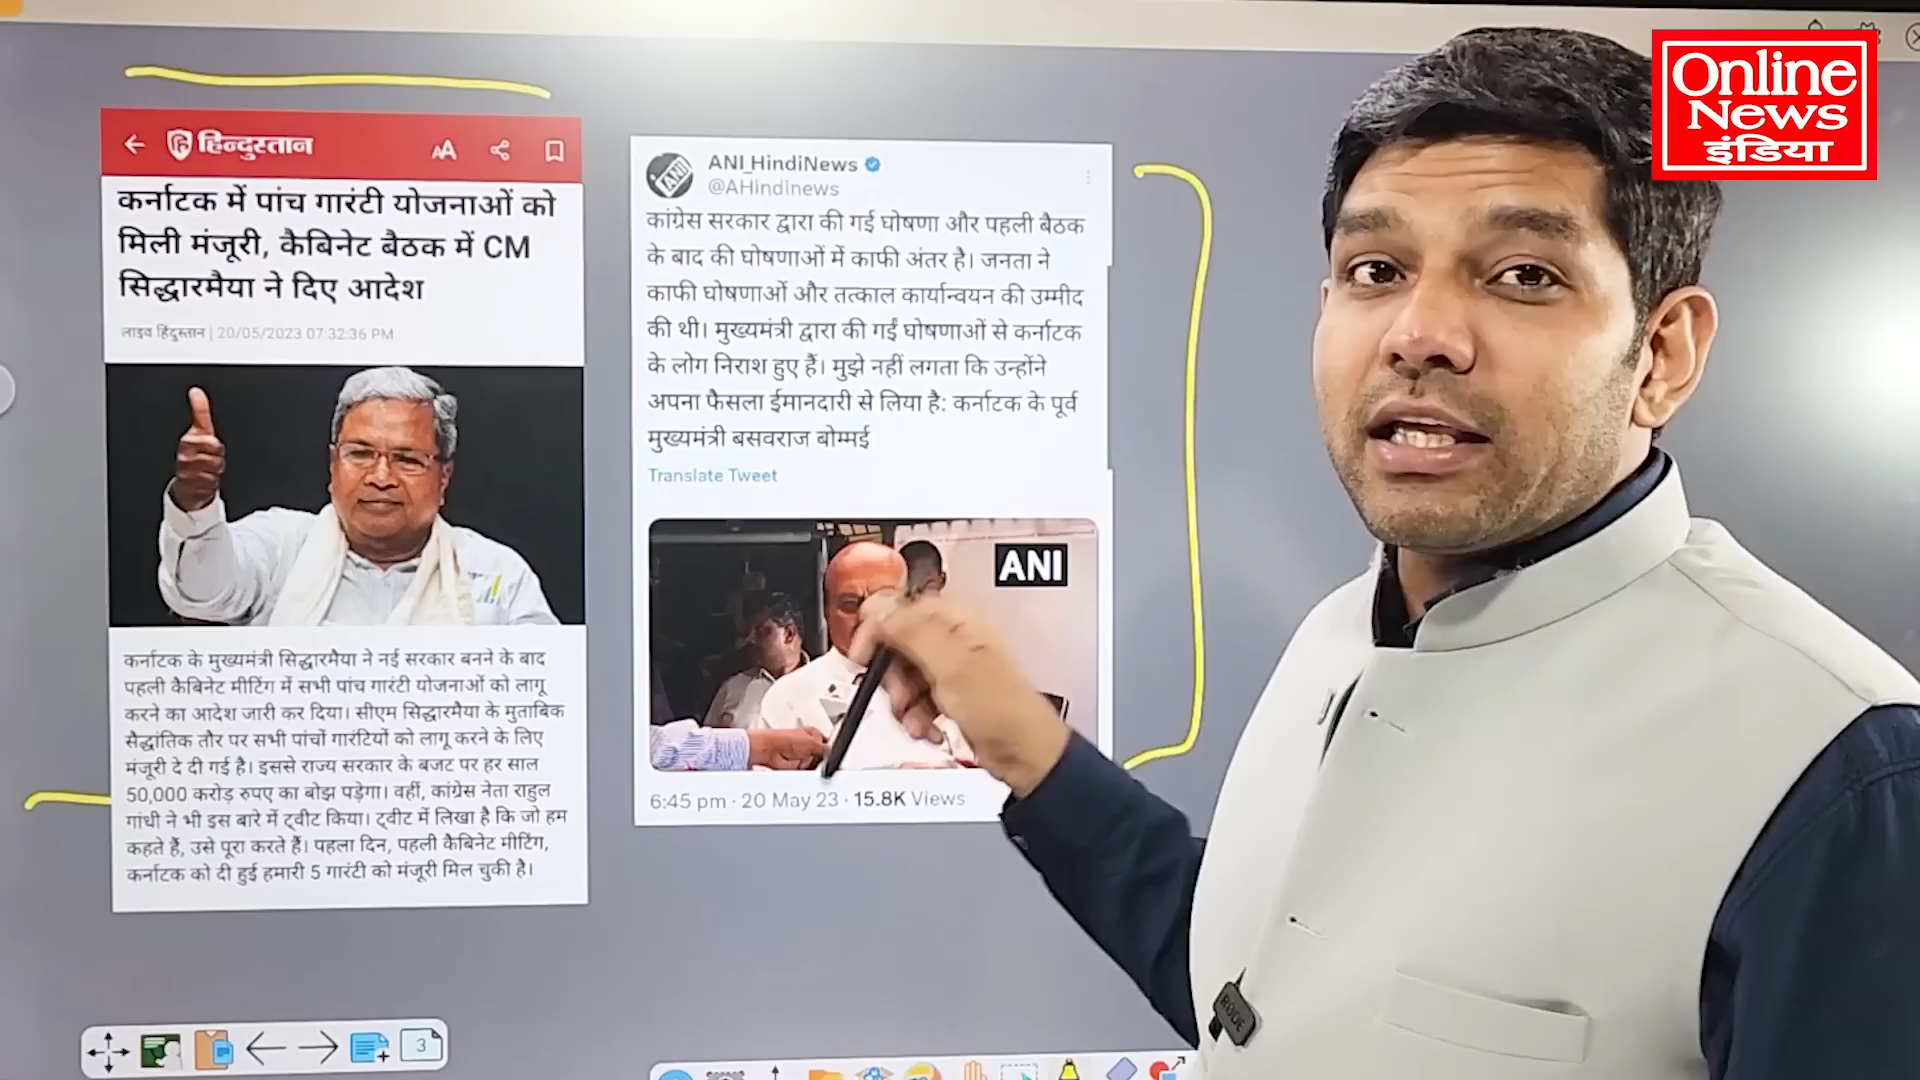 Online
News
इंडिया
हिन्दुस्तान
AA
कर्नाटक में पांच गारंटी योजनाओं को
मिली मंजूरी, कैबिनेट बैठक में CM
सिद्धारमैया ने दिए आदेश
लाइव हिंदुस्तान | 20/05/2023 07:32:36 PM
कर्नाटक के मुख्यमंत्री सिद्धारमैया ने नई सरकार बनने के बाद
पहली कैबिनेट मीटिंग में सभी पांच गारंटी योजनाओं को लागू
करने का आदेश जारी कर दिया। सीएम सिद्धारमैया के मुताबिक
सैद्धांतिक तौर पर सभी पांचों गारंटियों को लागू करने के लिए
मंजूरी दे दी गई है। इससे राज्य सरकार के बजट पर हर साल
50,000 करोड़ रुपए का बोझ पड़ेगा। वहीं, कांग्रेस नेता राहुल
गांधी ने भी इस बारे में ट्वीट किया। ट्वीट में लिखा है कि जो हम
कहते हैं, उसे पूरा करते हैं। पहला दिन, पहली कैबिनेट मीटिंग,
कर्नाटक को दी हुई हमारी 5 गारंटी को मंजूरी मिल चुकी है।
ANI
ANI_HindiNews
@AHindinews
कांग्रेस सरकार द्वारा की गई घोषणा और पहली बैठक
के बाद की घोषणाओं में काफी अंतर है। जनता ने
काफी घोषणाओं और तत्काल कार्यान्वयन की उम्मीद
की थी। मुख्यमंत्री द्वारा की गईं घोषणाओं से कर्नाटक
के लोग निराश हुए हैं। मुझे नहीं लगता कि उन्होंने
अपना फैसला ईमानदारी से लिया है: कर्नाटक के पूर्व
मुख्यमंत्री बसवराज बोम्मई
Translate Tweet
ANI
6:45 pm · 20 May 23 · 15.8K Views
RODE
3